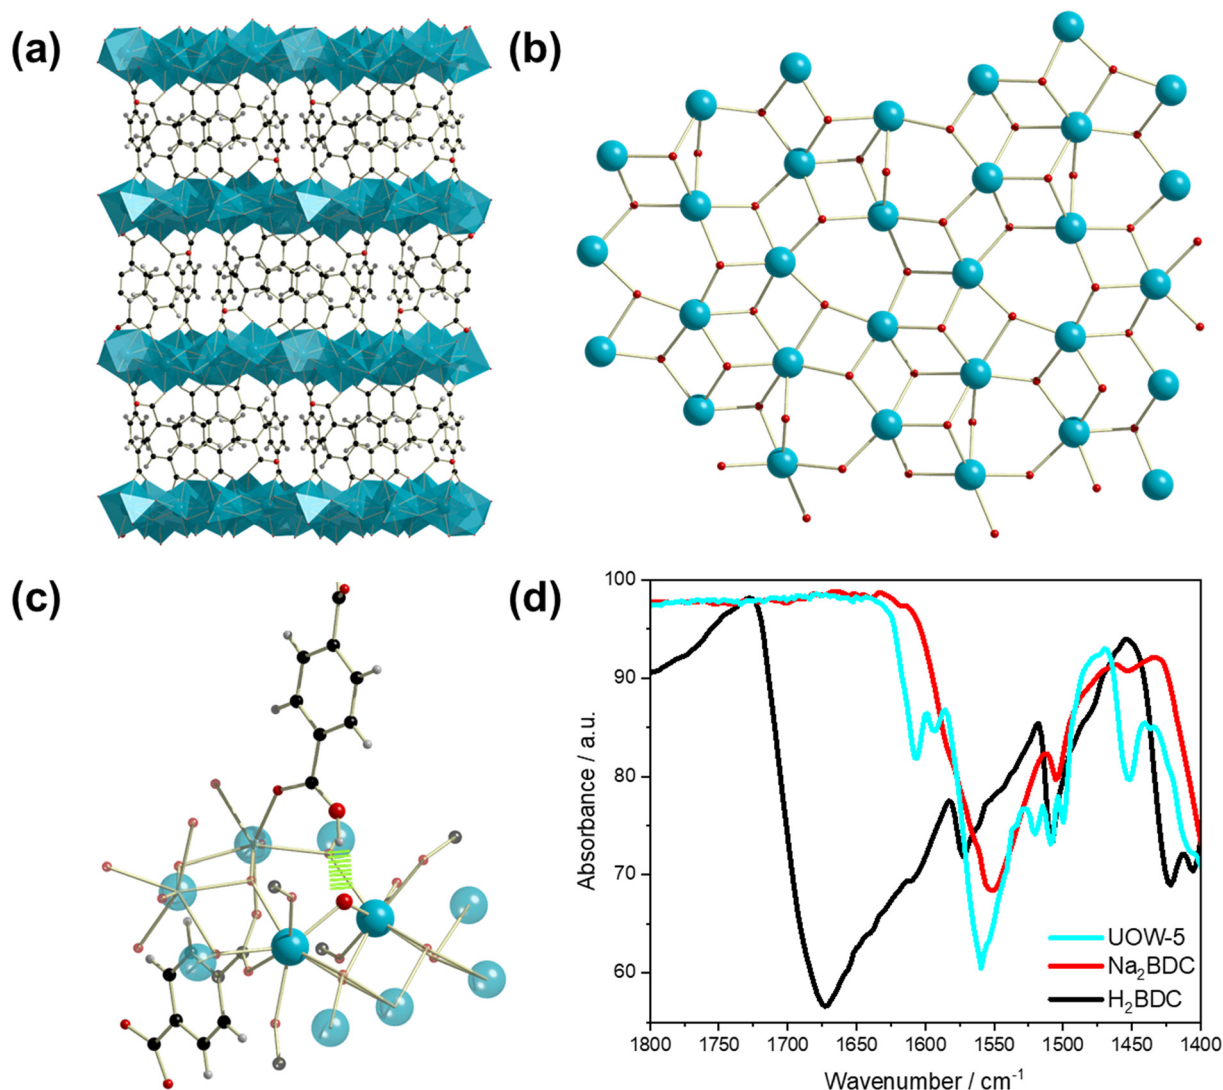 (a)
(b)
(c)
(d)
100
90
80
70
60
Absorbance / a.u.
UOW-5
Na₂BDC
H₂BDC
1800 1750 1700 1650 1600 1550 1500 1450 1400
Wavenumber / cm⁻¹